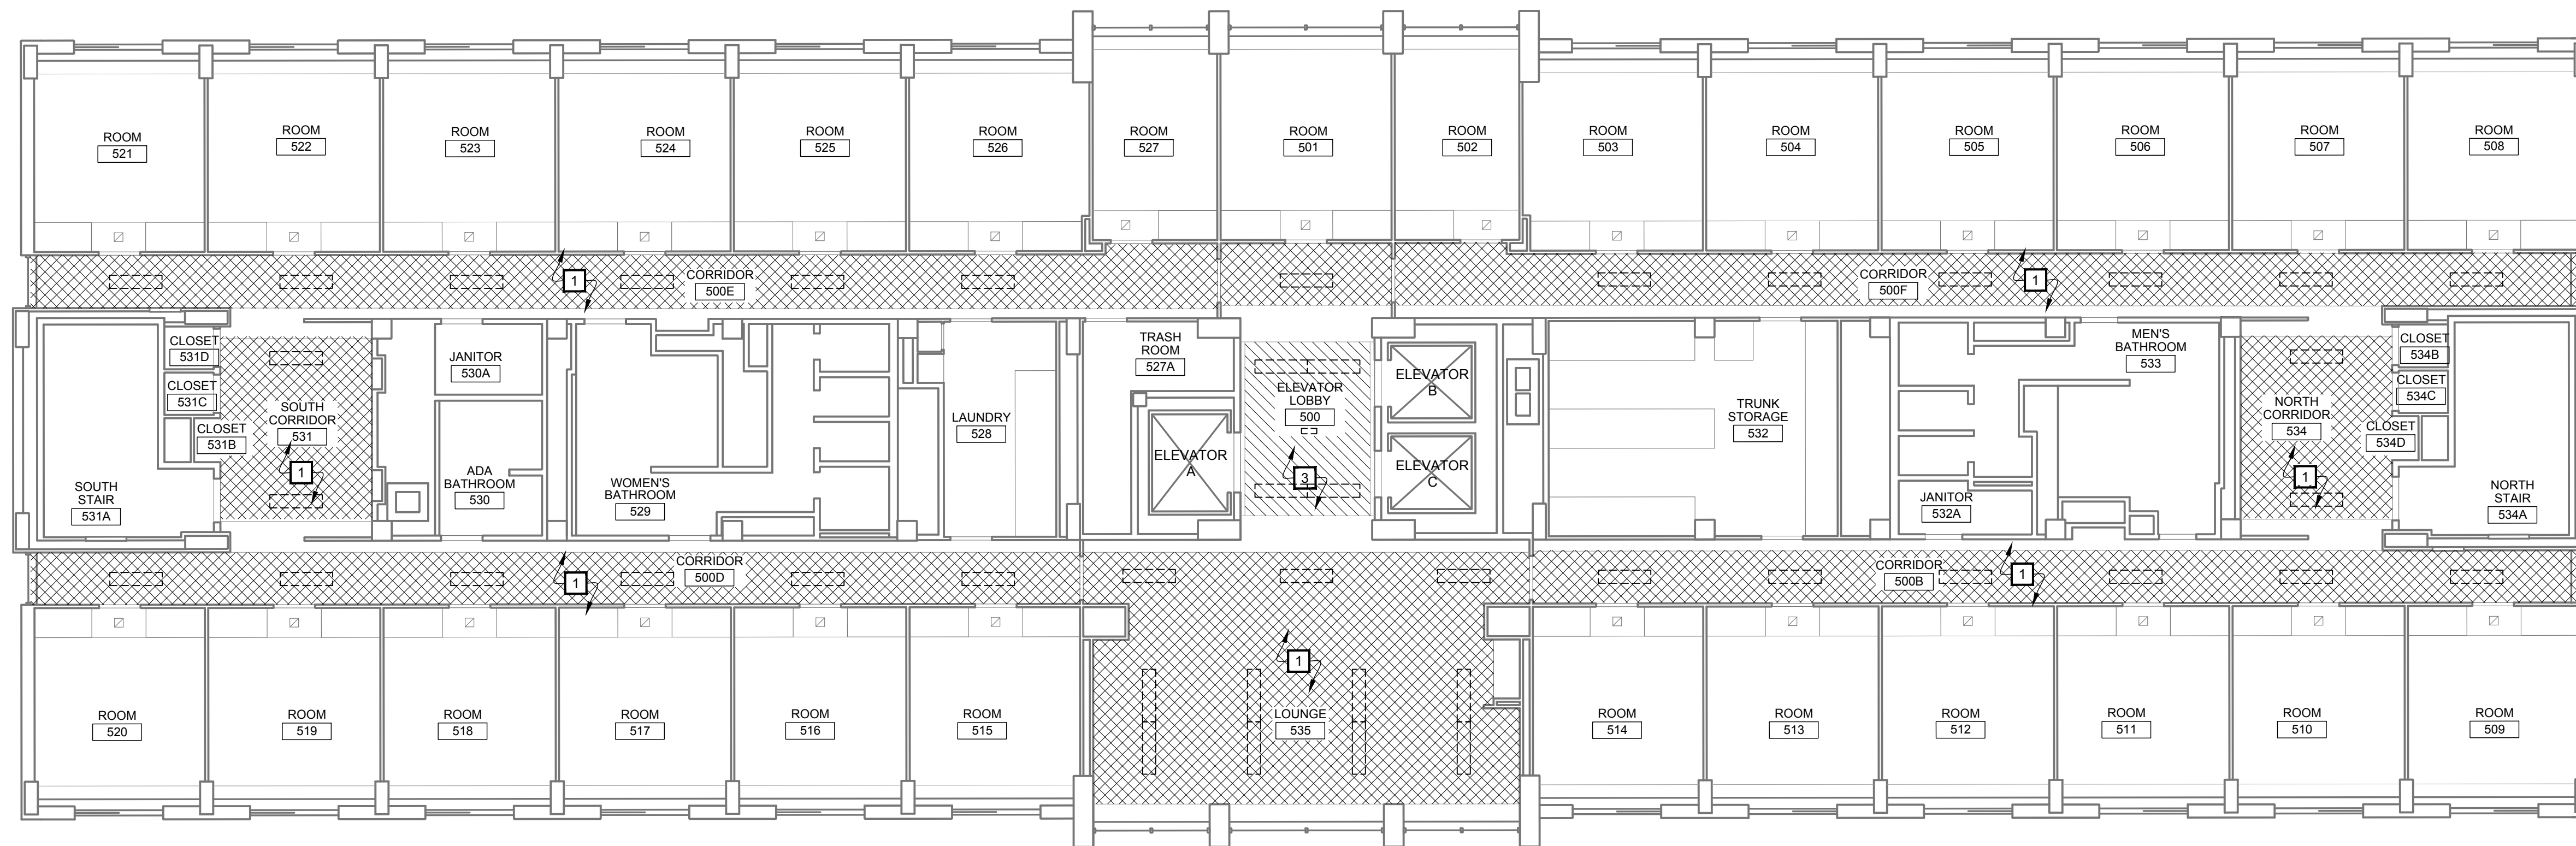 ROOM
521
ROOM
522
ROOM
523
ROOM
524
ROOM
525
ROOM
526
ROOM
527
ROOM
501
ROOM
502
ROOM
503
ROOM
504
ROOM
505
ROOM
506
ROOM
507
ROOM
508
1
CORRIDOR
500E
CORRIDOR
500F
1
CLOSET
531D
CLOSET
531C
CLOSET
531B
SOUTH
CORRIDOR
531
1
SOUTH
STAIR
531A
JANITOR
530A
ADA
BATHROOM
530
WOMEN'S
BATHROOM
529
LAUNDRY
528
TRASH
ROOM
527A
ELEVATOR
A
ELEVATOR
LOBBY
500
3
ELEVATOR
B
ELEVATOR
C
TRUNK
STORAGE
532
JANITOR
532A
MEN'S
BATHROOM
533
NORTH
CORRIDOR
534
1
CLOSET
534B
CLOSET
534C
CLOSET
534D
NORTH
STAIR
534A
1
CORRIDOR
500D
CORRIDOR
500B
1
1
LOUNGE
535
ROOM
520
ROOM
519
ROOM
518
ROOM
517
ROOM
516
ROOM
515
ROOM
514
ROOM
513
ROOM
512
ROOM
511
ROOM
510
ROOM
509